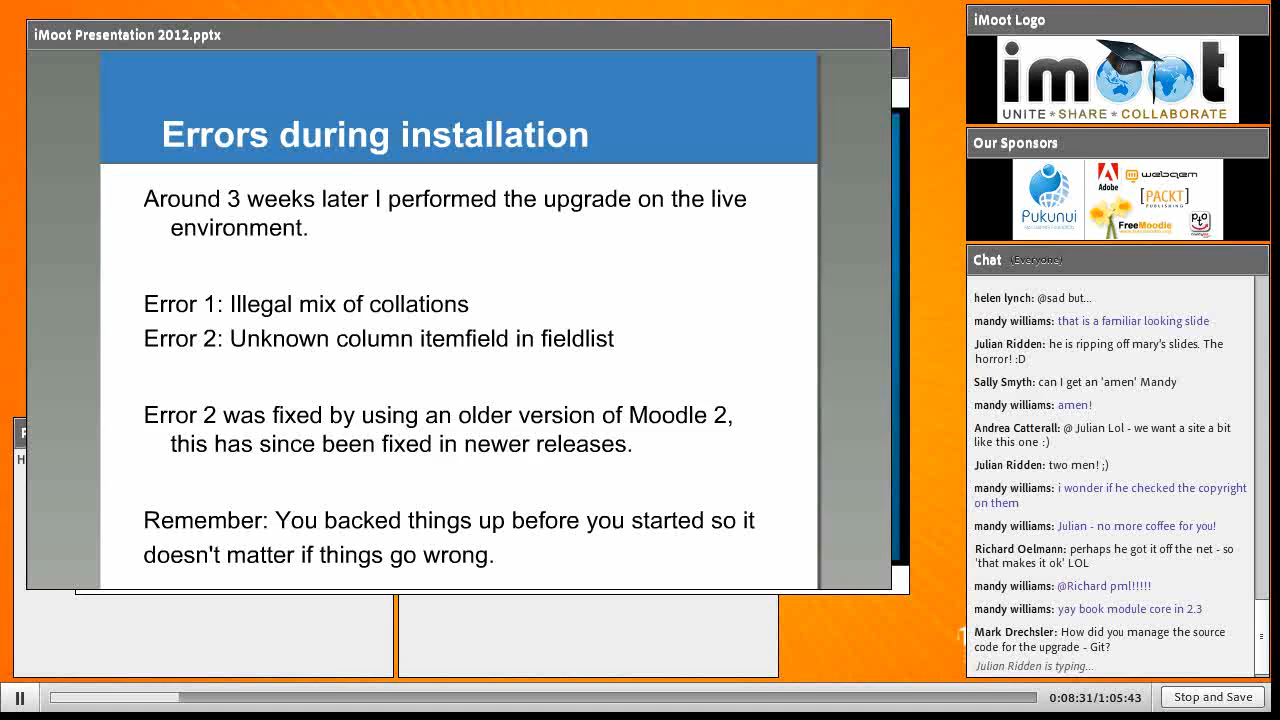 iMoot Presentation 2012.pptx
Errors during installation
Around 3 weeks later I performed the upgrade on the live
environment.
Error 1: Illegal mix of collations
Error 2: Unknown column itemfield in fieldlist
Error 2 was fixed by using an older version of Moodle 2,
this has since been fixed in newer releases.
Remember: You backed things up before you started so it
doesn't matter if things go wrong.
iMoot Logo
imoot
UNITE * SHARE * COLLABORATE
Our Sponsors
Pukunui
Adobe
webqem
[PACKT]
PUBLISHING
FreeMoodle
Chat (Everyone)
helen lynch: @sad but...
mandy williams: that is a familiar looking slide
Julian Ridden: he is ripping off mary's slides. The
horror! :D
Sally Smyth: can I get an 'amen' Mandy
mandy williams: amen!
Andrea Catterall: @ Julian Lol - we want a site a bit
like this one :)
Julian Ridden: two men! ;)
mandy williams: i wonder if he checked the copyright
on them
mandy williams: Julian - no more coffee for you!
Richard Oelmann: perhaps he got it off the net - so
'that makes it ok' LOL
mandy williams: @Richard pml!!!!!
mandy williams: yay book module core in 2.3
Mark Drechsler: How did you manage the source
code for the upgrade - Git?
Julian Ridden is typing...
0:08:31/1:05:43
Stop and Save